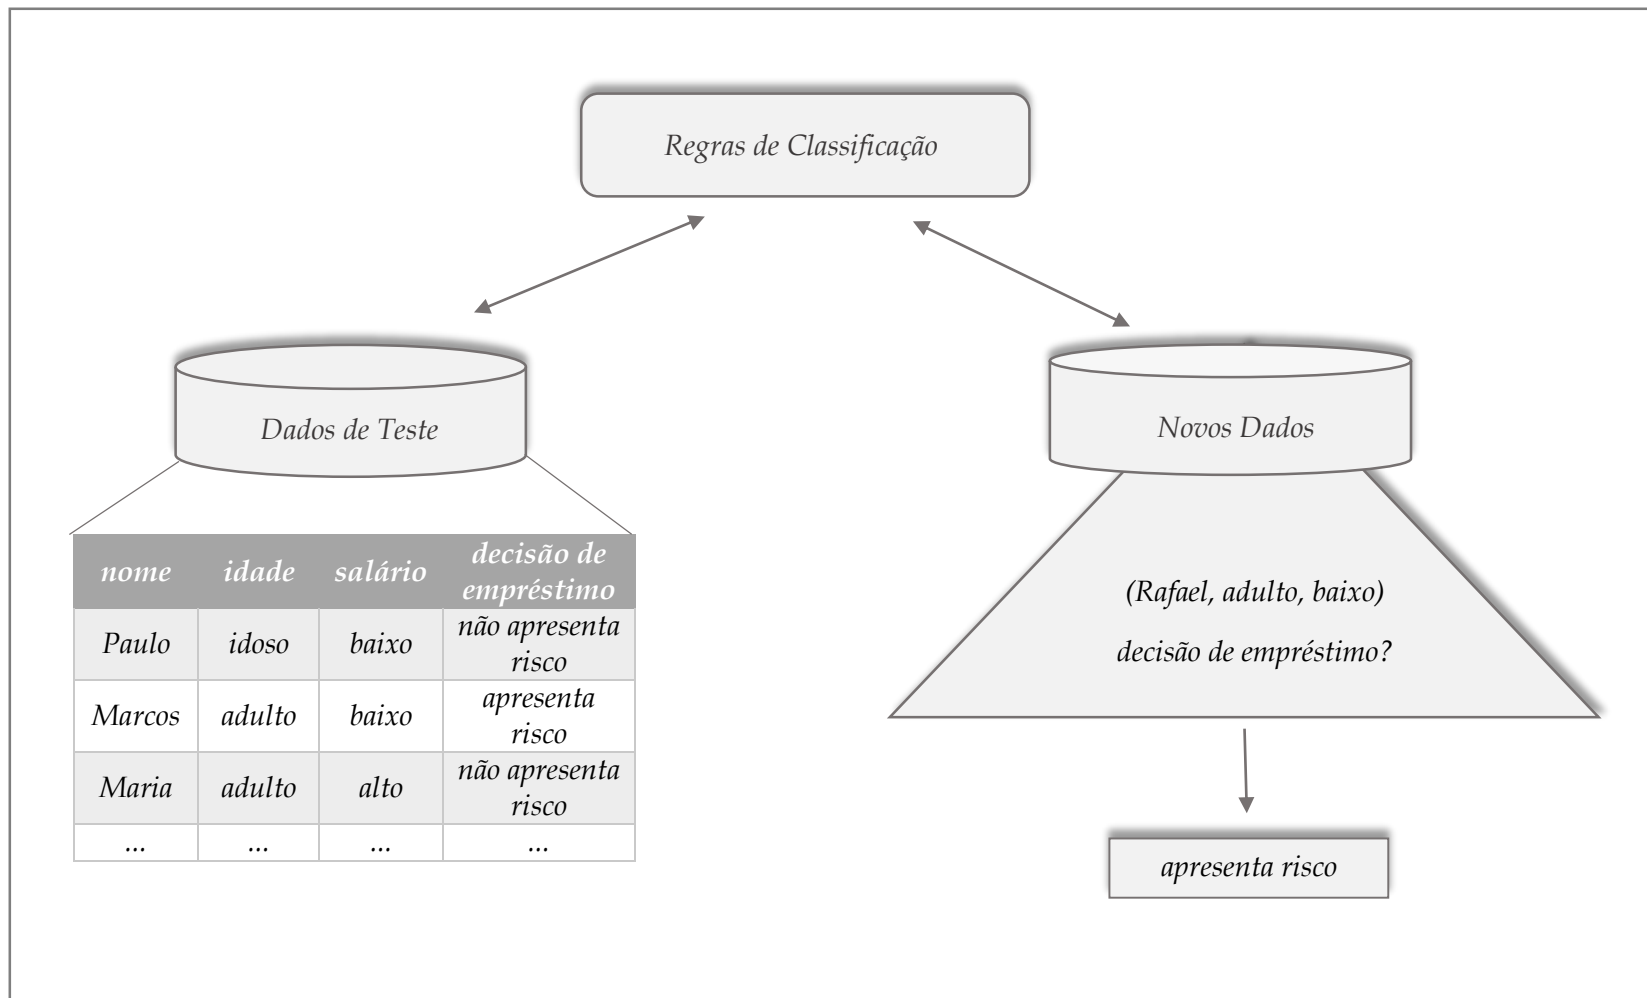 Regras de Classificação
Dados de Teste
nome idade salário decisão de
empréstimo
Paulo idoso baixo não apresenta
risco
Marcos adulto baixo apresenta
risco
Maria adulto alto não apresenta
risco
... ... ... ...
Novos Dados
(Rafael, adulto, baixo)
decisão de empréstimo?
apresenta risco